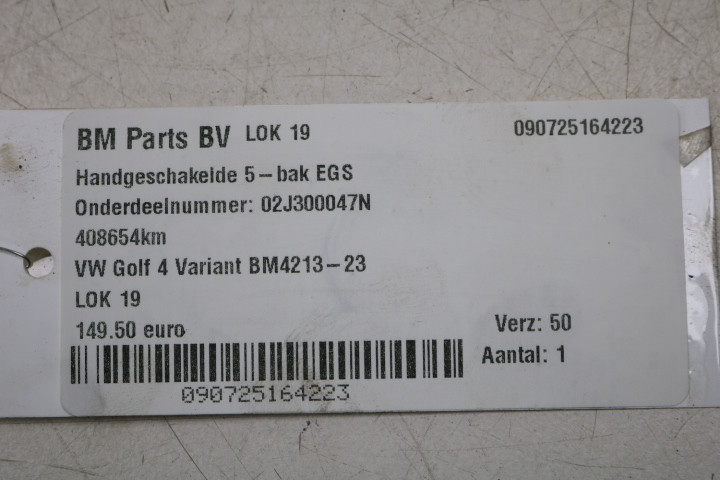 BM Parts BV LOK 19 090725164223
Handgeschakelde 5-bak EGS
Onderdeelnummer: 02J300047N
408654km
VW Golf 4 Variant BM4213-23
LOK 19
149.50 euro Verz: 50
Aantal: 1
090725164223